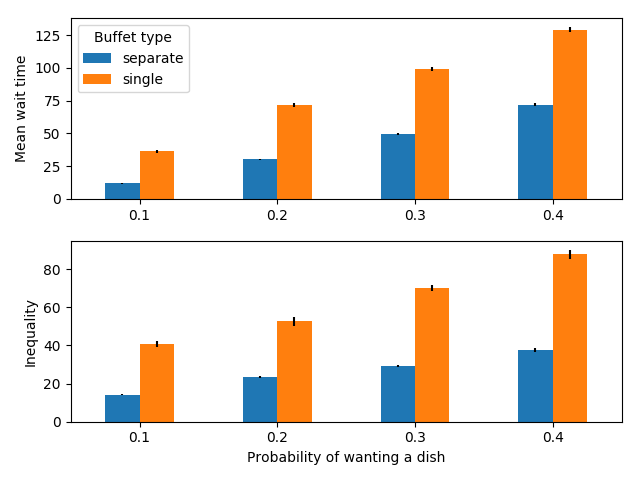 Buffet type
separate
single
Mean wait time
125
100
75
50
25
0
0.1 0.2 0.3 0.4
Inequality
80
60
40
20
0
0.1 0.2 0.3 0.4
Probability of wanting a dish